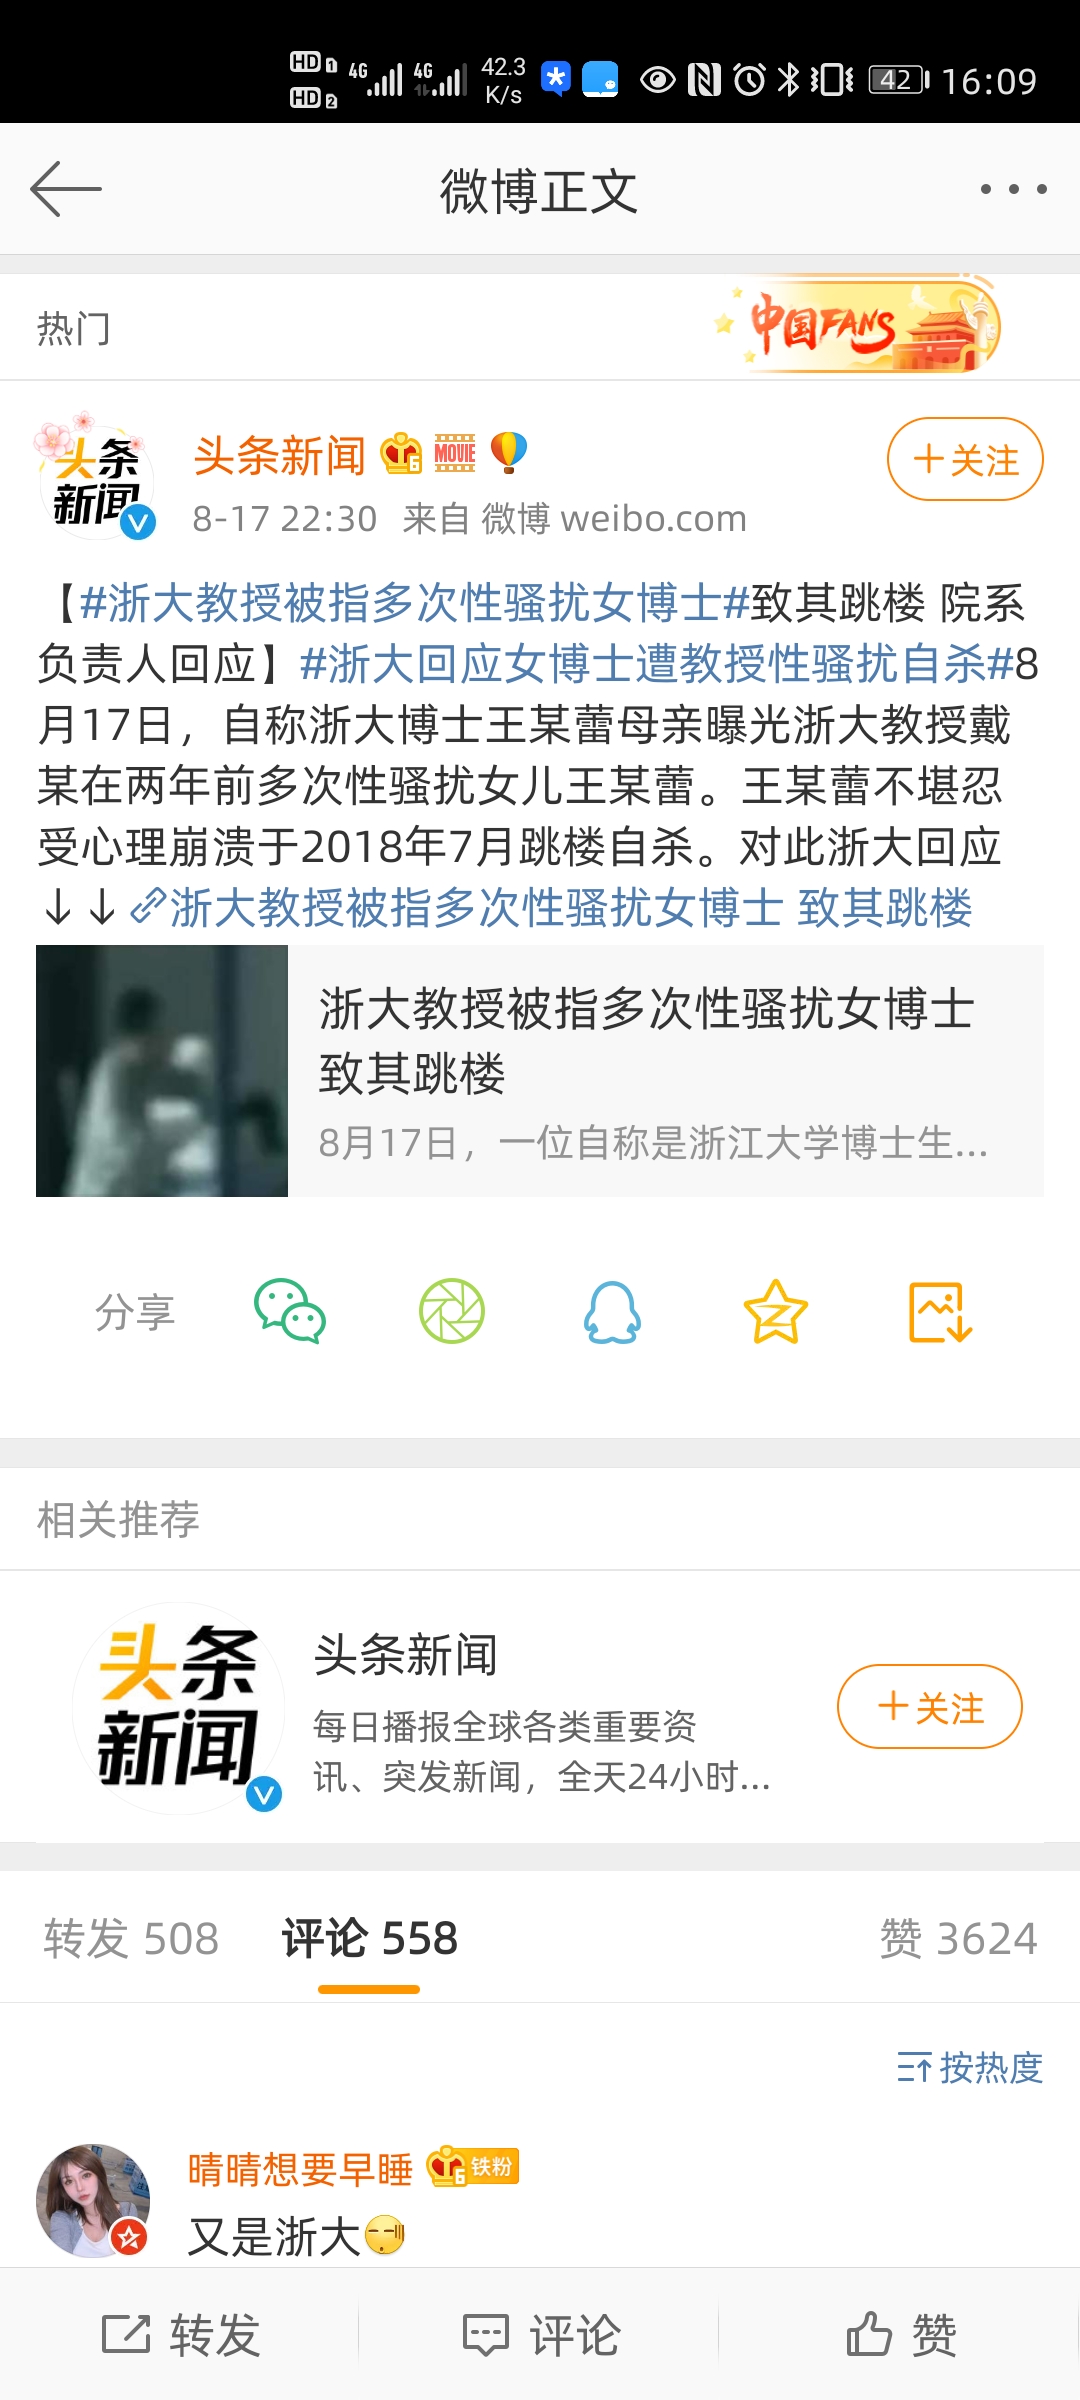 HD 1 4G 4G 42.3 42 16:09
HD 2 K/s
微博正文
热门
中国FANS
头条新闻 6 MOVIE
+关注
头条
新闻
8-17 22:30 来自 微博 weibo.com
【#浙大教授被指多次性骚扰女博士#致其跳楼 院系
负责人回应】#浙大回应女博士遭教授性骚扰自杀#8
月17日，自称浙大博士王某蕾母亲曝光浙大教授戴
某在两年前多次性骚扰女儿王某蕾。王某蕾不堪忍
受心理崩溃于2018年7月跳楼自杀。对此浙大回应
↓↓浙大教授被指多次性骚扰女博士 致其跳楼
浙大教授被指多次性骚扰女博士
致其跳楼
8月17日，一位自称是浙江大学博士生...
分享
相关推荐
头条
新闻
头条新闻
每日播报全球各类重要资
讯、突发新闻，全天24小时...
+关注
转发 508 评论 558 赞 3624
按热度
晴晴想要早睡 6 铁粉
又是浙大
转发 评论 赞